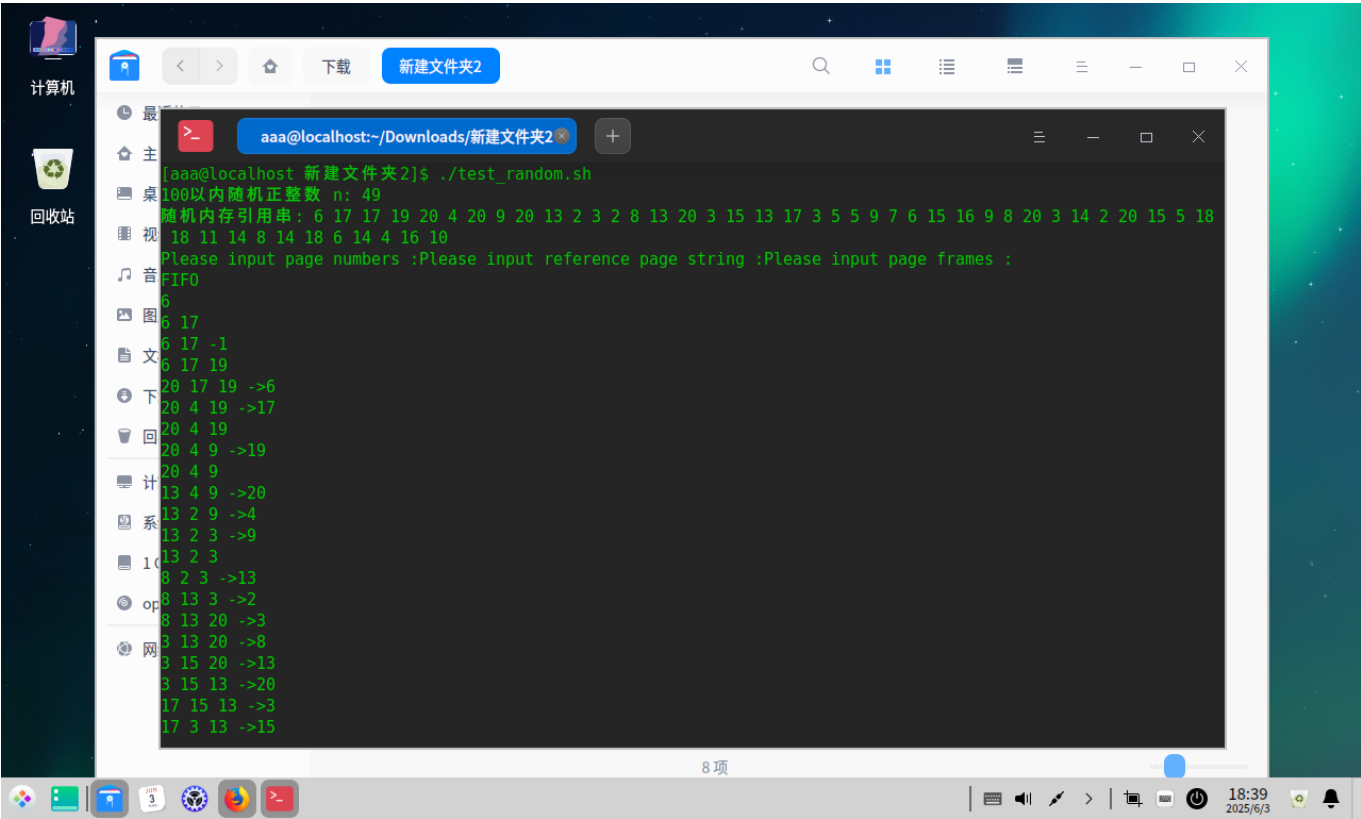 计算机
回收站
下载
新建文件夹2
主
桌
视
音
图
文
下
回
计
系
op
网
aaa@localhost:~/Downloads/新建文件夹2
[aaa@localhost 新建文件夹2]$ ./test_random.sh
100以内随机正整数 n: 49
随机内存引用串: 6 17 17 19 20 4 20 9 20 13 2 3 2 8 13 20 3 15 13 17 3 5 5 9 7 6 15 16 9 8 20 3 14 2 20 15 5 18
18 11 14 8 14 18 6 14 4 16 10
Please input page numbers :Please input reference page string :Please input page frames :
FIFO
6
6 17
6 17 -1
6 17 19
20 17 19 ->6
20 4 19 ->17
20 4 19
20 4 9 ->19
20 4 9
13 4 9 ->20
13 2 9 ->4
13 2 3 ->9
13 2 3
8 2 3 ->13
8 13 3 ->2
8 13 20 ->3
3 13 20 ->8
3 15 20 ->13
3 15 13 ->20
17 15 13 ->3
17 3 13 ->15
8项
JUN
3
18:39
2025/6/3